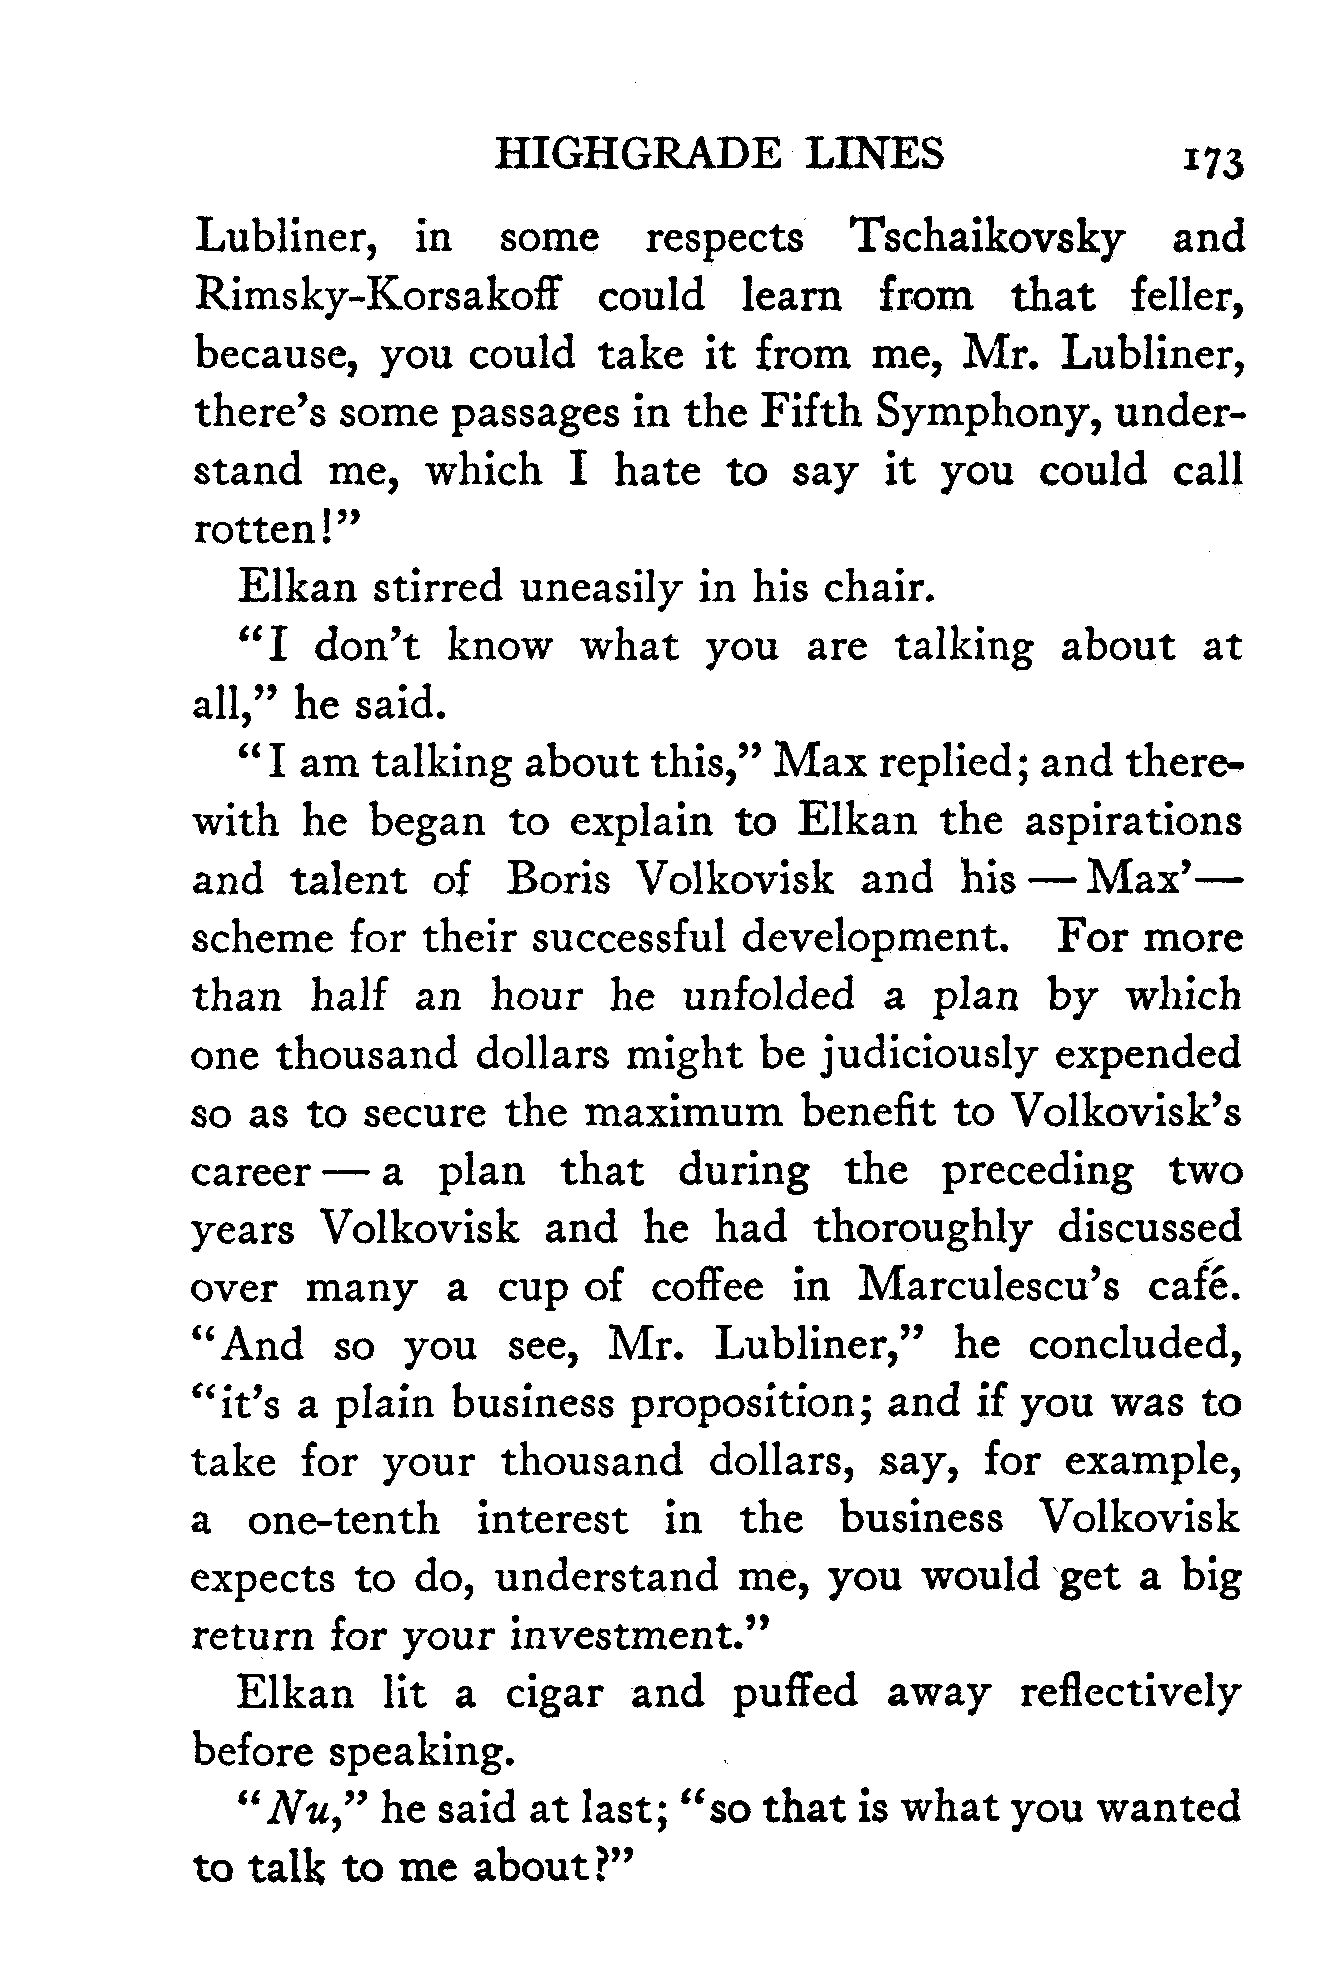 HIGHGRADE LINES 173
Lubliner, in some respects Tschaikovsky and
Rimsky-Korsakoff could learn from that feller,
because, you could take it from me, Mr. Lubliner,
there's some passages in the Fifth Symphony, under-
stand me, which I hate to say it you could call
rotten!"
Elkan stirred uneasily in his chair.
"I don't know what you are talking about at
all," he said.
"I am talking about this," Max replied; and there-
with he began to explain to Elkan the aspirations
and talent of Boris Volkovisk and his — Max' —
scheme for their successful development. For more
than half an hour he unfolded a plan by which
one thousand dollars might be judiciously expended
so as to secure the maximum benefit to Volkovisk's
career — a plan that during the preceding two
years Volkovisk and he had thoroughly discussed
over many a cup of coffee in Marculescu's café.
"And so you see, Mr. Lubliner," he concluded,
"it's a plain business proposition; and if you was to
take for your thousand dollars, say, for example,
a one-tenth interest in the business Volkovisk
expects to do, understand me, you would get a big
return for your investment."
Elkan lit a cigar and puffed away reflectively
before speaking.
"Nu," he said at last; "so that is what you wanted
to talk to me about?"